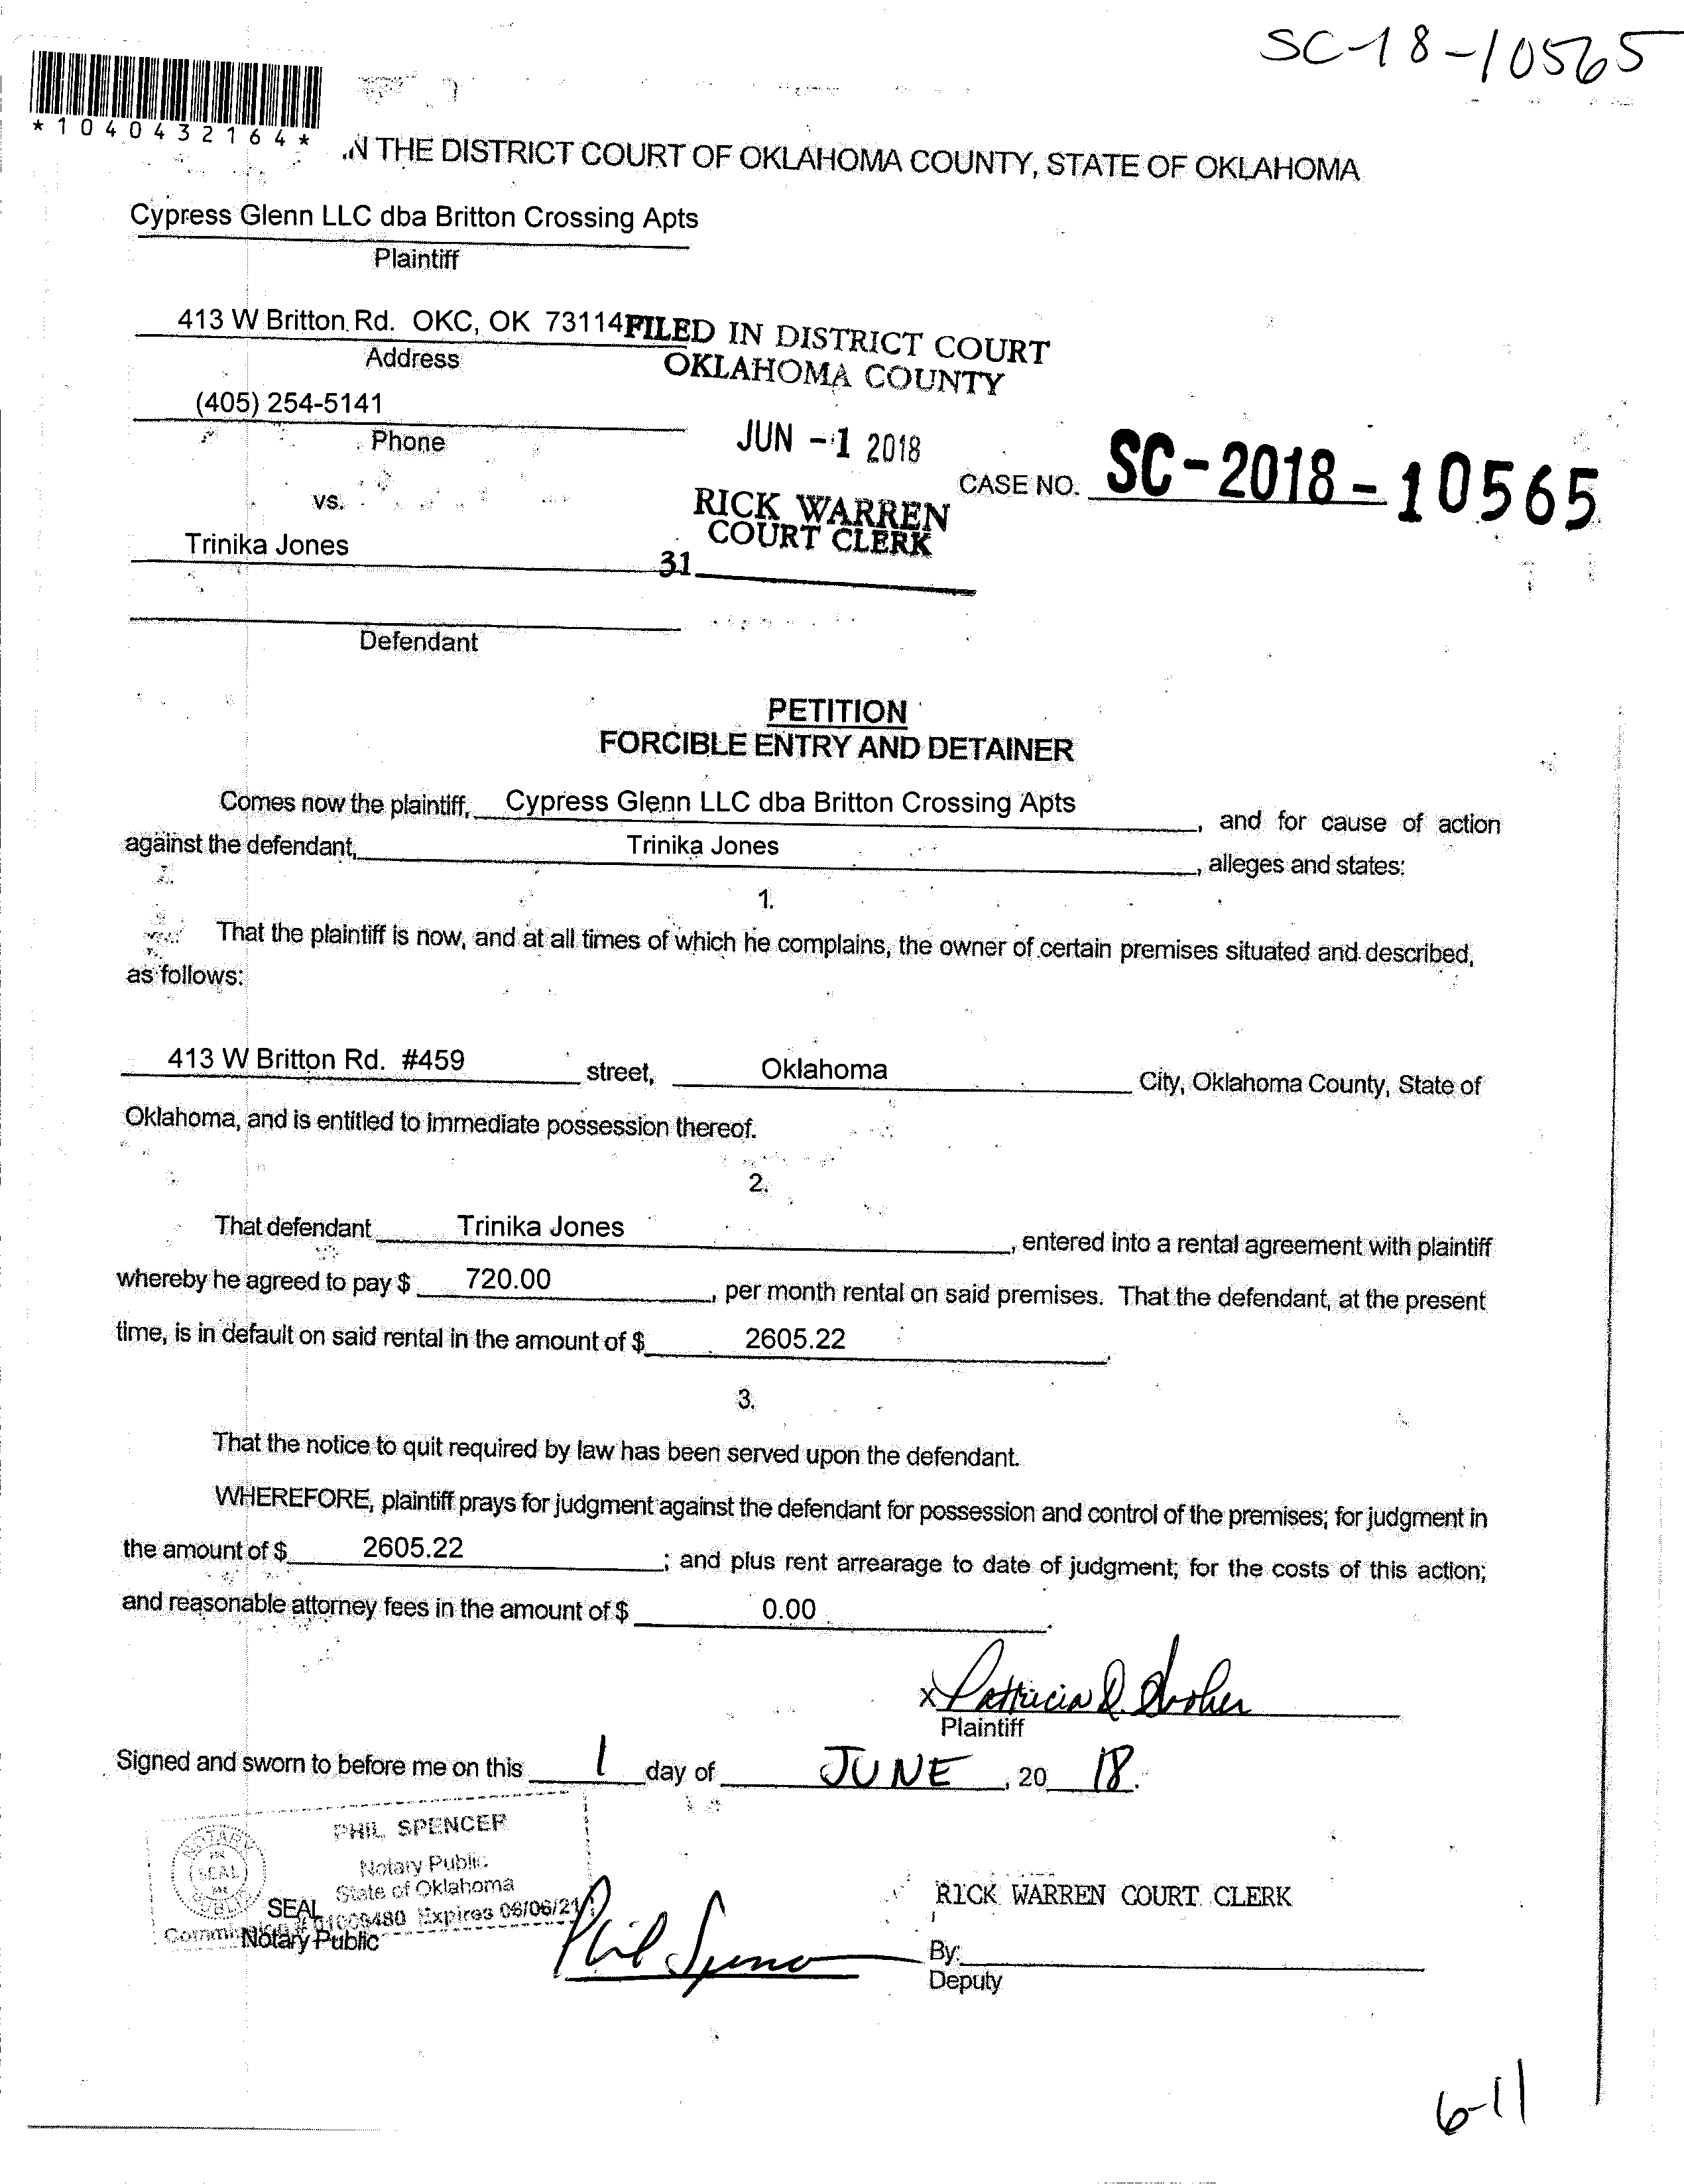 SC-18-10565
*1040432164*
IN THE DISTRICT COURT OF OKLAHOMA COUNTY, STATE OF OKLAHOMA
Cypress Glenn LLC dba Britton Crossing Apts
Plaintiff
413 W Britton Rd. OKC, OK 73114
Address
FILED IN DISTRICT COURT
OKLAHOMA COUNTY
(405) 254-5141
Phone
JUN -1 2018
CASE NO. SC-2018-10565
vs.
RICK WARREN
COURT CLERK
Trinika Jones
31
Defendant
PETITION
FORCIBLE ENTRY AND DETAINER
Comes now the plaintiff, Cypress Glenn LLC dba Britton Crossing Apts, and for cause of action
against the defendant, Trinika Jones, alleges and states:
1.
That the plaintiff is now, and at all times of which he complains, the owner of certain premises situated and described,
as follows:
413 W Britton Rd. #459 street, Oklahoma City, Oklahoma County, State of
Oklahoma, and is entitled to immediate possession thereof.
2.
That defendant Trinika Jones, entered into a rental agreement with plaintiff
whereby he agreed to pay $ 720.00, per month rental on said premises. That the defendant, at the present
time, is in default on said rental in the amount of $ 2605.22.
3.
That the notice to quit required by law has been served upon the defendant.
WHEREFORE, plaintiff prays for judgment against the defendant for possession and control of the premises; for judgment in
the amount of $ 2605.22; and plus rent arrearage to date of judgment; for the costs of this action;
and reasonable attorney fees in the amount of $ 0.00.
x Patricia
Plaintiff
Signed and sworn to before me on this 1 day of JUNE, 20 18.
PHIL SPENCER
Notary Public
State of Oklahoma
NOTARY
SEAL
PUBLIC
Commission # 01009480 Expires 06/06/21
SEAL
Notary Public
Phil Spencer
RICK WARREN COURT CLERK
By:
Deputy
6-11